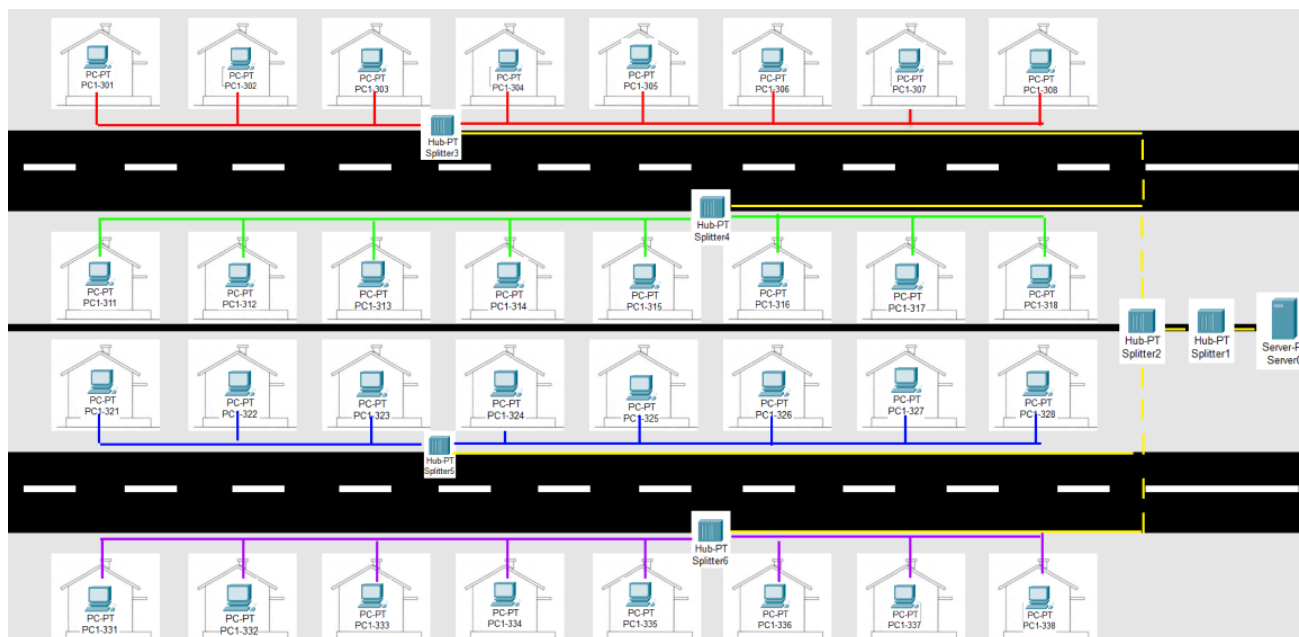 PC-PT
PC1-301
PC-PT
PC1-302
PC-PT
PC1-303
PC-PT
PC1-304
PC-PT
PC1-305
PC-PT
PC1-306
PC-PT
PC1-307
PC-PT
PC1-308
Hub-PT
Splitter3
Hub-PT
Splitter4
PC-PT
PC1-311
PC-PT
PC1-312
PC-PT
PC1-313
PC-PT
PC1-314
PC-PT
PC1-315
PC-PT
PC1-316
PC-PT
PC1-317
PC-PT
PC1-318
Hub-PT
Splitter2
Hub-PT
Splitter1
Server-P
Server0
PC-PT
PC1-321
PC-PT
PC1-322
PC-PT
PC1-323
PC-PT
PC1-324
PC-PT
PC1-325
PC-PT
PC1-326
PC-PT
PC1-327
PC-PT
PC1-328
Hub-PT
Splitter5
Hub-PT
Splitter6
PC-PT
PC1-331
PC-PT
PC1-332
PC-PT
PC1-333
PC-PT
PC1-334
PC-PT
PC1-335
PC-PT
PC1-336
PC-PT
PC1-337
PC-PT
PC1-338